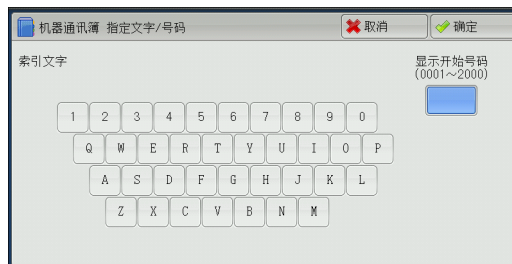 机器通讯簿 指定文字/号码
取消
确定
索引文字
显示开始号码
(0001～2000)
1 2 3 4 5 6 7 8 9 0
Q W E R T Y U I O P
A S D F G H J K L
Z X C V B N M